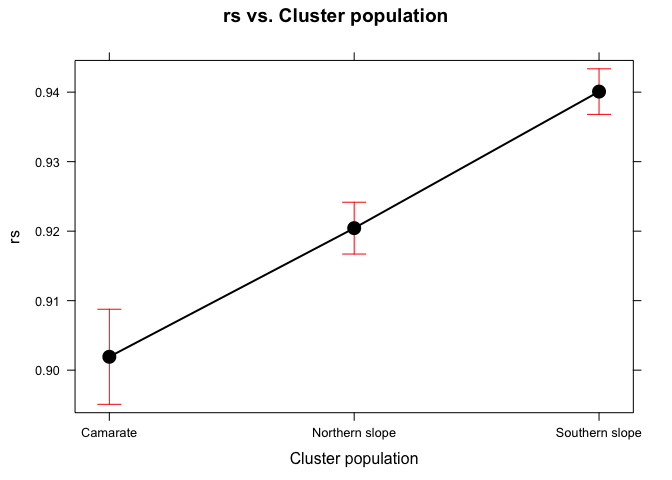 rs vs. Cluster population
0.94
0.93
0.92
0.91
0.90
rs
Camarate Northern slope Southern slope
Cluster population